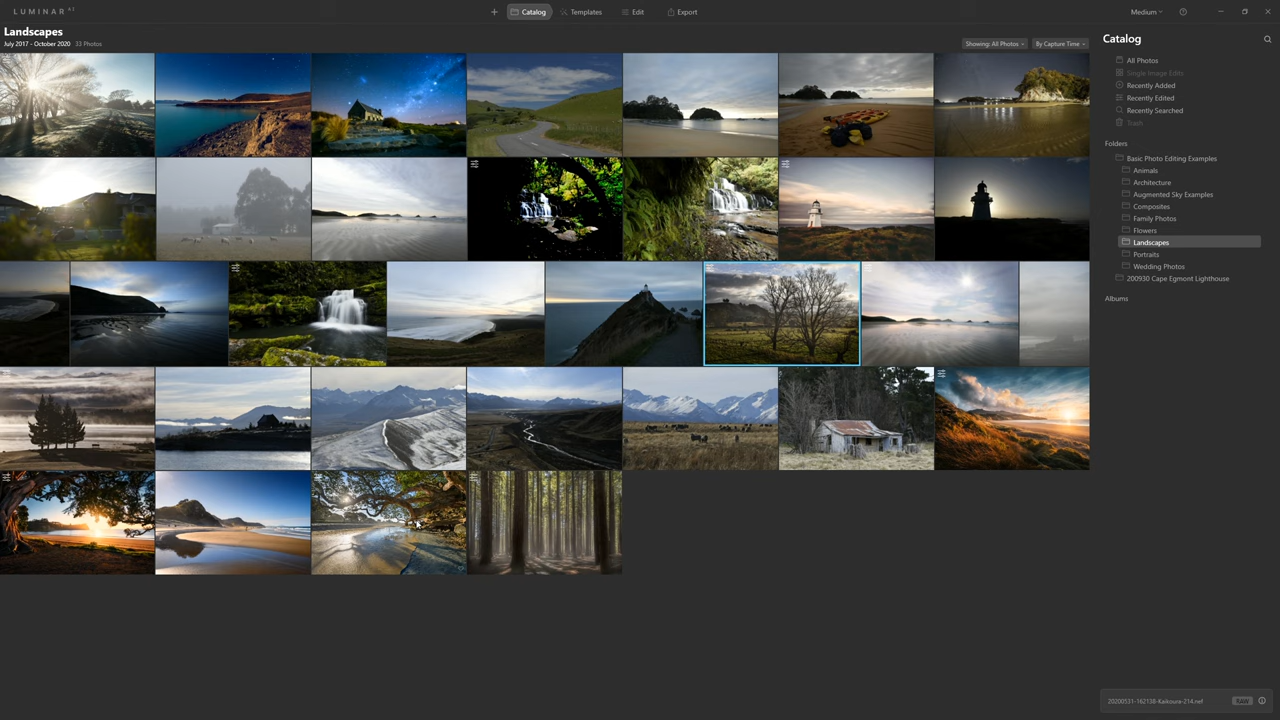 LUMINAR AI
Catalog
Templates
Edit
Export
Medium
Landscapes
July 2017 - October 2020 33 Photos
Showing: All Photos
By Capture Time
Catalog
All Photos
Single Image Edits
Recently Added
Recently Edited
Recently Searched
Trash
Folders
Basic Photo Editing Examples
Animals
Architecture
Augmented Sky Examples
Composites
Family Photos
Flowers
Landscapes
Portraits
Wedding Photos
200930 Cape Egmont Lighthouse
Albums
20200531-162138-Kaikoura-214.nef
RAW